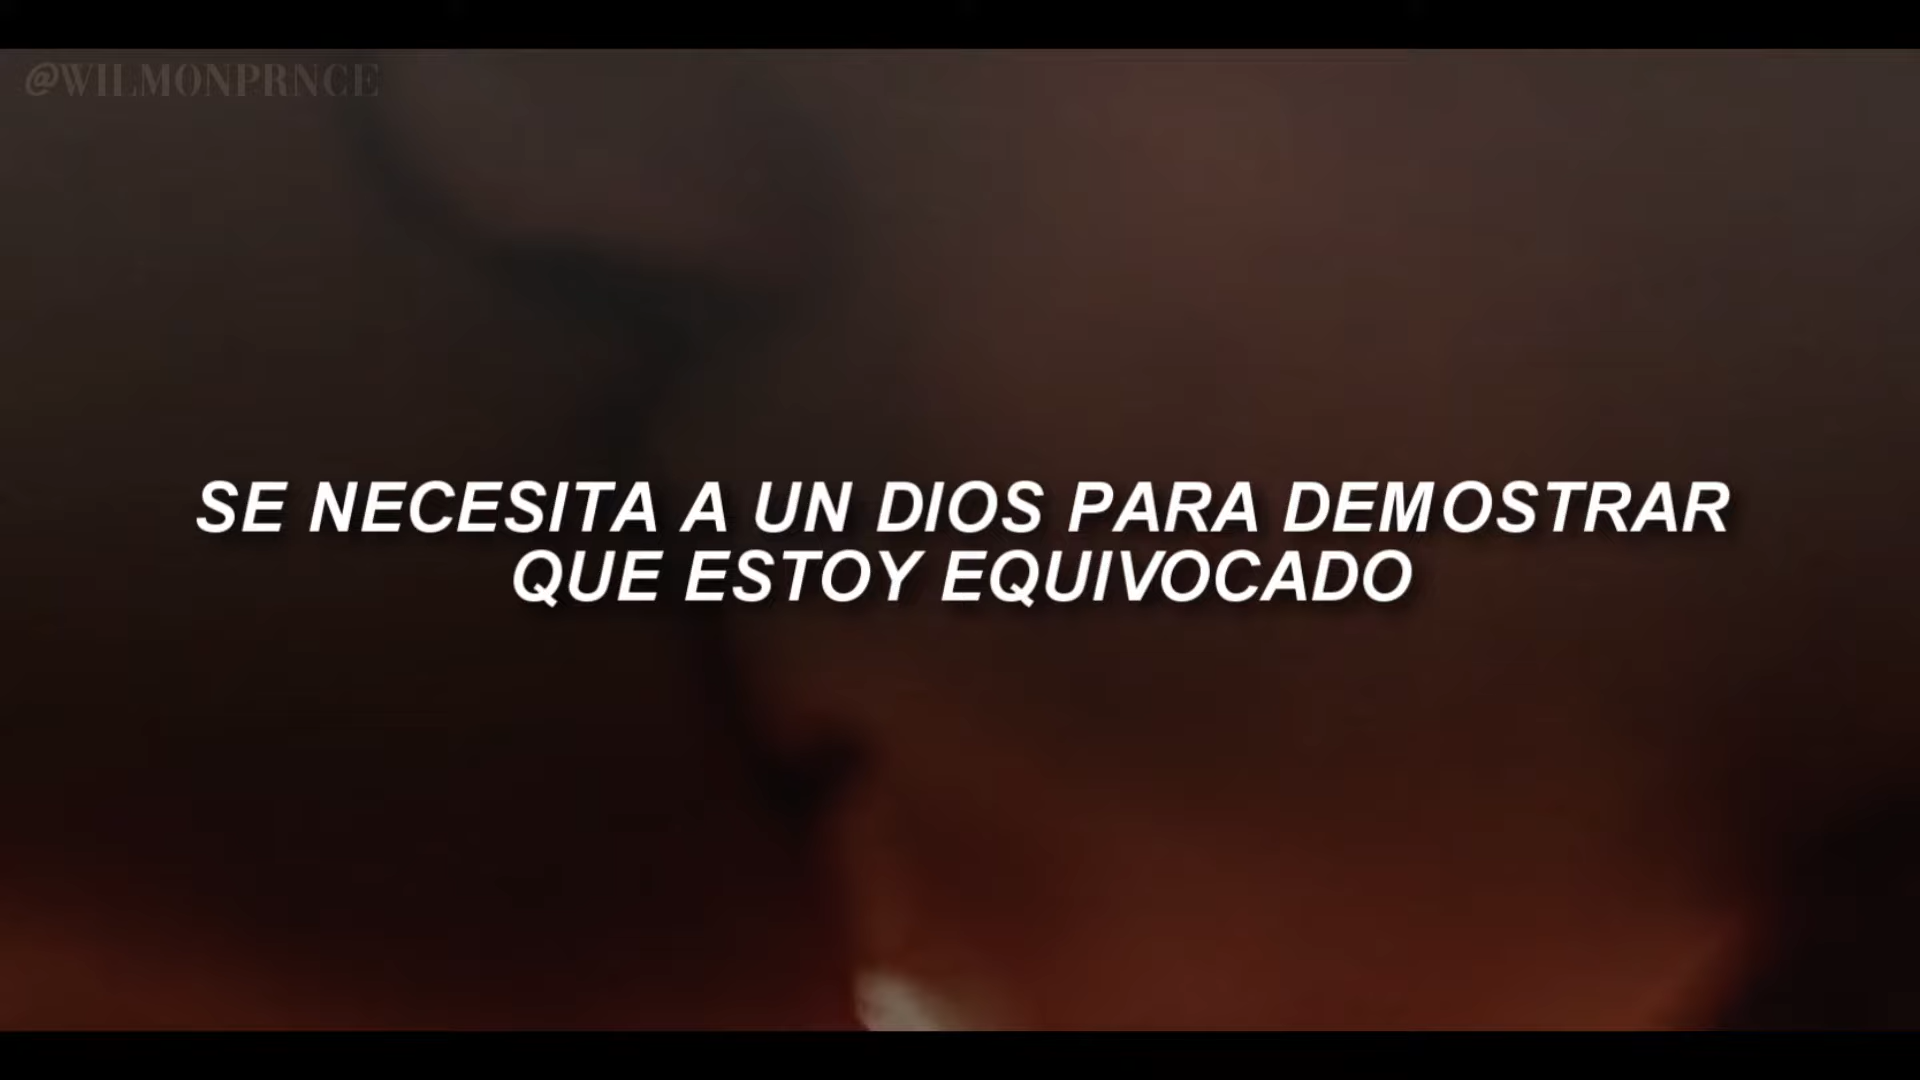 @WILMONPRNCE
SE NECESITA A UN DIOS PARA DEMOSTRAR
QUE ESTOY EQUIVOCADO